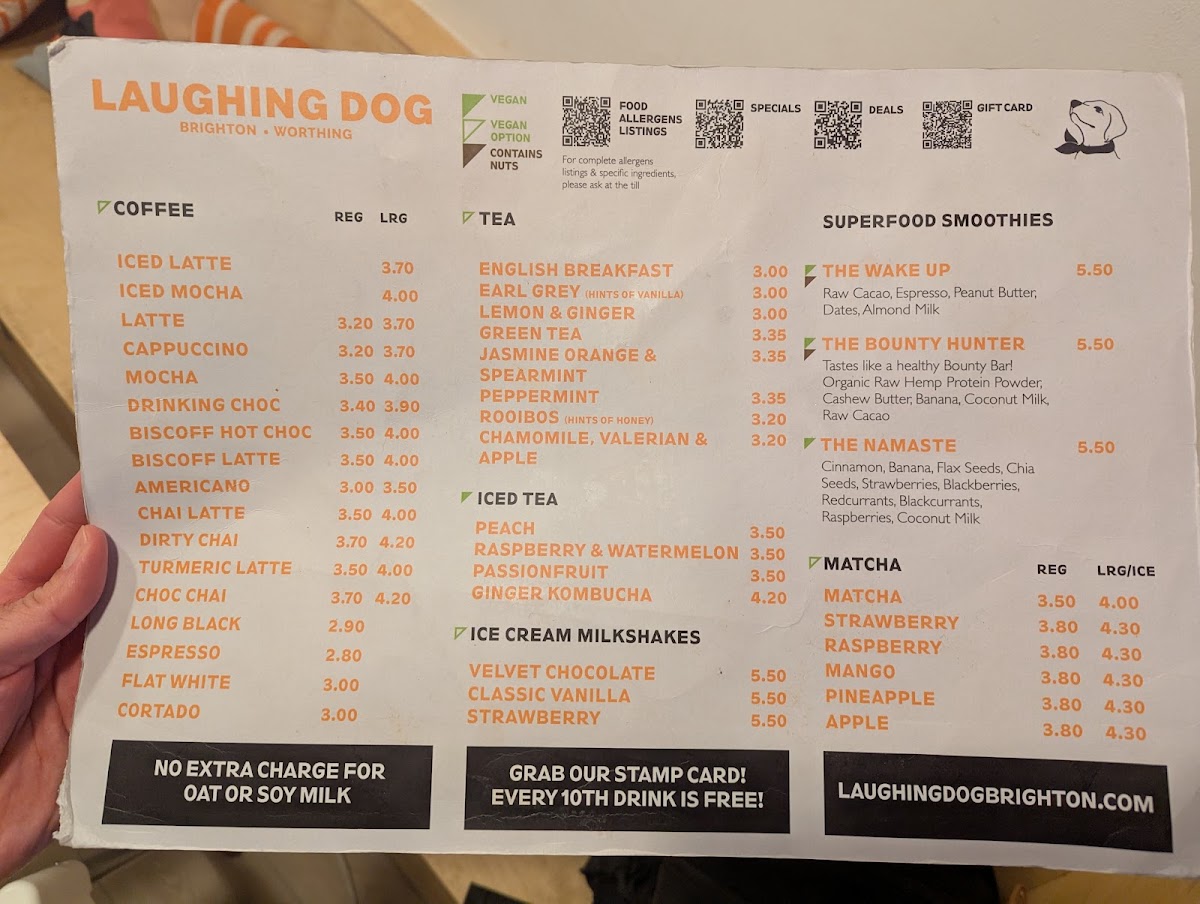 LAUGHING DOG
BRIGHTON • WORTHING
VEGAN
VEGAN
OPTION
CONTAINS
NUTS
FOOD
ALLERGENS
LISTINGS
For complete allergens
listings & specific ingredients,
please ask at the till
SPECIALS
DEALS
GIFT CARD
COFFEE REG LRG
ICED LATTE 3.70
ICED MOCHA 4.00
LATTE 3.20 3.70
CAPPUCCINO 3.20 3.70
MOCHA 3.50 4.00
DRINKING CHOC 3.40 3.90
BISCOFF HOT CHOC 3.50 4.00
BISCOFF LATTE 3.50 4.00
AMERICANO 3.00 3.50
CHAI LATTE 3.50 4.00
DIRTY CHAI 3.70 4.20
TURMERIC LATTE 3.50 4.00
CHOC CHAI 3.70 4.20
LONG BLACK 2.90
ESPRESSO 2.80
FLAT WHITE 3.00
CORTADO 3.00
NO EXTRA CHARGE FOR
OAT OR SOY MILK
TEA
ENGLISH BREAKFAST 3.00
EARL GREY (HINTS OF VANILLA) 3.00
LEMON & GINGER 3.00
GREEN TEA 3.35
JASMINE ORANGE & 3.35
SPEARMINT
PEPPERMINT 3.35
ROOIBOS (HINTS OF HONEY) 3.20
CHAMOMILE, VALERIAN & 3.20
APPLE
ICED TEA
PEACH 3.50
RASPBERRY & WATERMELON 3.50
PASSIONFRUIT 3.50
GINGER KOMBUCHA 4.20
ICE CREAM MILKSHAKES
VELVET CHOCOLATE 5.50
CLASSIC VANILLA 5.50
STRAWBERRY 5.50
GRAB OUR STAMP CARD!
EVERY 10TH DRINK IS FREE!
SUPERFOOD SMOOTHIES
THE WAKE UP 5.50
Raw Cacao, Espresso, Peanut Butter,
Dates, Almond Milk
THE BOUNTY HUNTER 5.50
Tastes like a healthy Bounty Bar!
Organic Raw Hemp Protein Powder,
Cashew Butter, Banana, Coconut Milk,
Raw Cacao
THE NAMASTE 5.50
Cinnamon, Banana, Flax Seeds, Chia
Seeds, Strawberries, Blackberries,
Redcurrants, Blackcurrants,
Raspberries, Coconut Milk
MATCHA REG LRG/ICE
MATCHA 3.50 4.00
STRAWBERRY 3.80 4.30
RASPBERRY 3.80 4.30
MANGO 3.80 4.30
PINEAPPLE 3.80 4.30
APPLE 3.80 4.30
LAUGHINGDOGBRIGHTON.COM